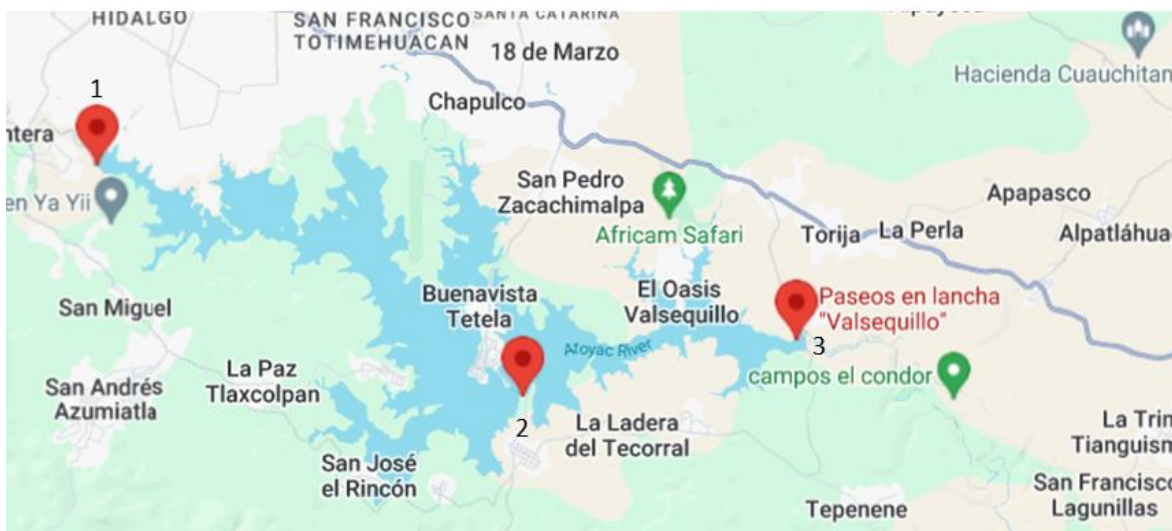 HIDALGO
SAN FRANCISCO
TOTIMEHUACAN
SANTA CATARINA
18 de Marzo
Hacienda Cuauchitan
Chapulco
1
ntera
en Ya Yii
San Pedro
Zacachimalpa
Africam Safari
Apapasco
Torija
La Perla
Alpatláhuac
San Miguel
Buenavista
Tetela
El Oasis
Valsequillo
Paseos en lancha
"Valsequillo"
Atoyac River
3
campos el condor
La Paz
Tlaxcolpan
San Andrés
Azumiatla
2
La Ladera
del Tecorral
San José
el Rincón
La Trin
Tianguism
San Francisco
Lagunillas
Tepenene